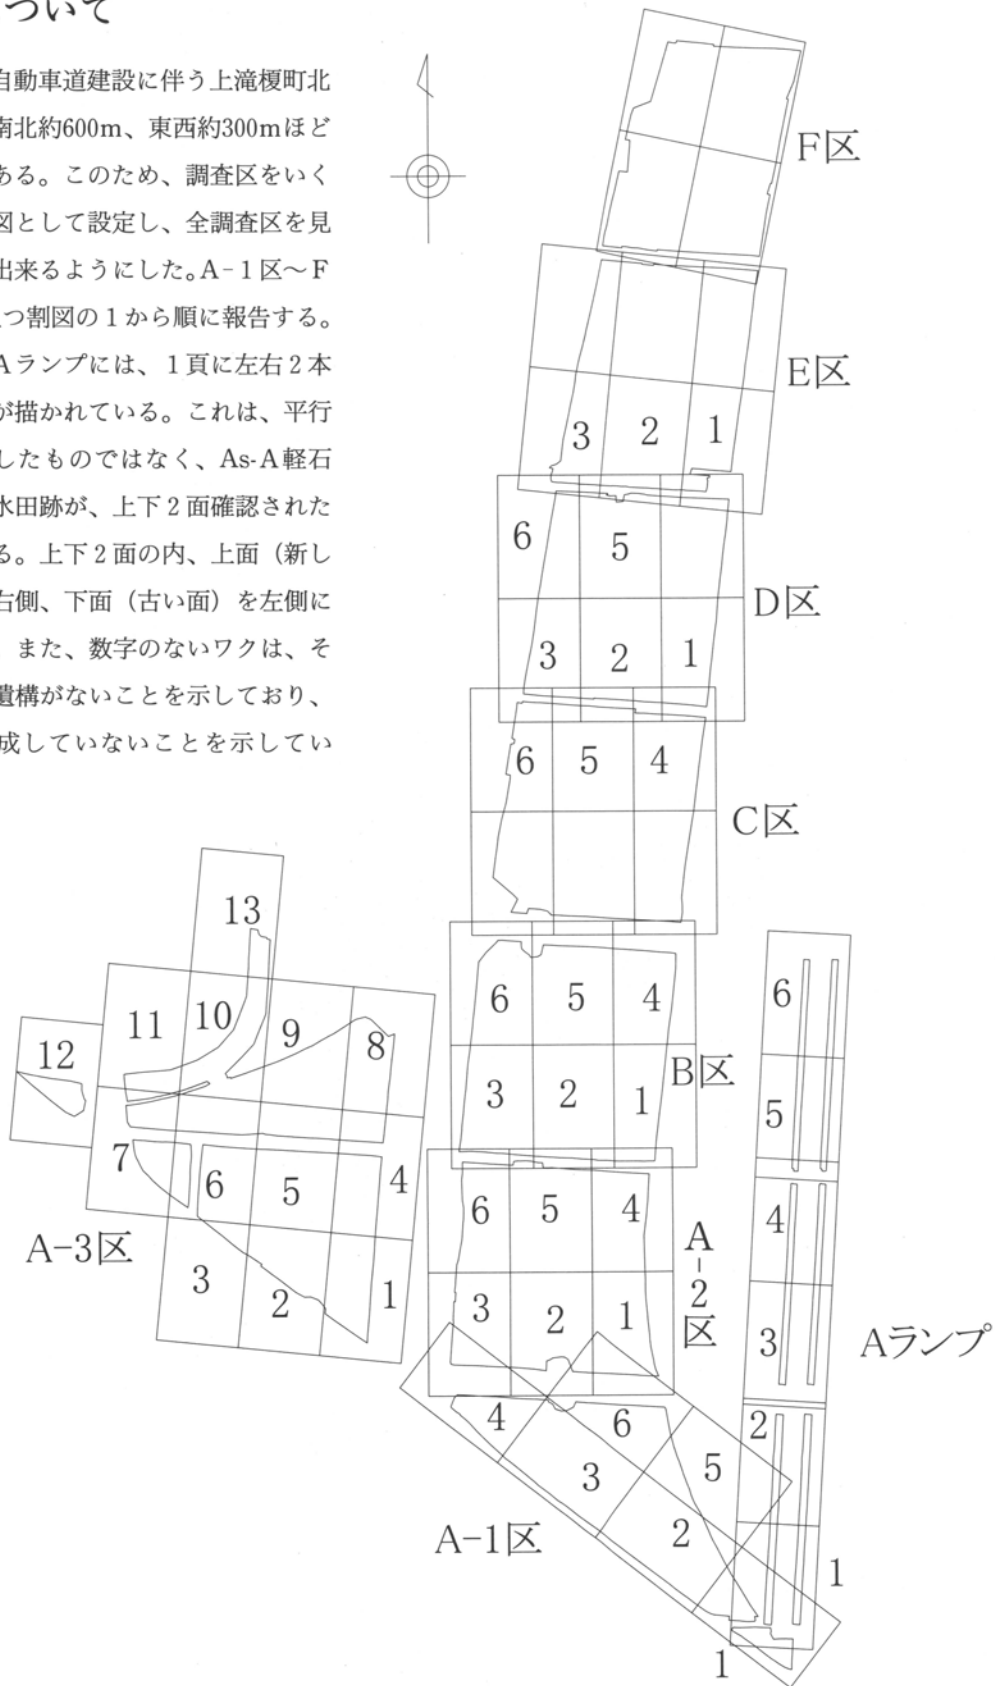 ついて
自動車道建設に伴う上滝榎町北
南北約600m、東西約300mほど
ある。このため、調査区をいく
図として設定し、全調査区を見
出来るようにした。A-1区～F
つ割図の1から順に報告する。
Aランプには、1頁に左右2本
が描かれている。これは、平行
したものではなく、As-A軽石
水田跡が、上下2面確認された
る。上下2面の内、上面（新し
右側、下面（古い面）を左側に
また、数字のないワクは、そ
遺構がないことを示しており、
成していないことを示してい
F区
E区
3 2 1
6 5
D区
3 2 1
6 5 4
C区
6 5 4
B区
3 2 1
13
11 10 9 8
12
7 6 5 4
A-3区
3 2 1
6 5 4
A-2区
3 2 1
6
5
4
3
Aランプ
2
1
4 6 5
3 2
A-1区
1